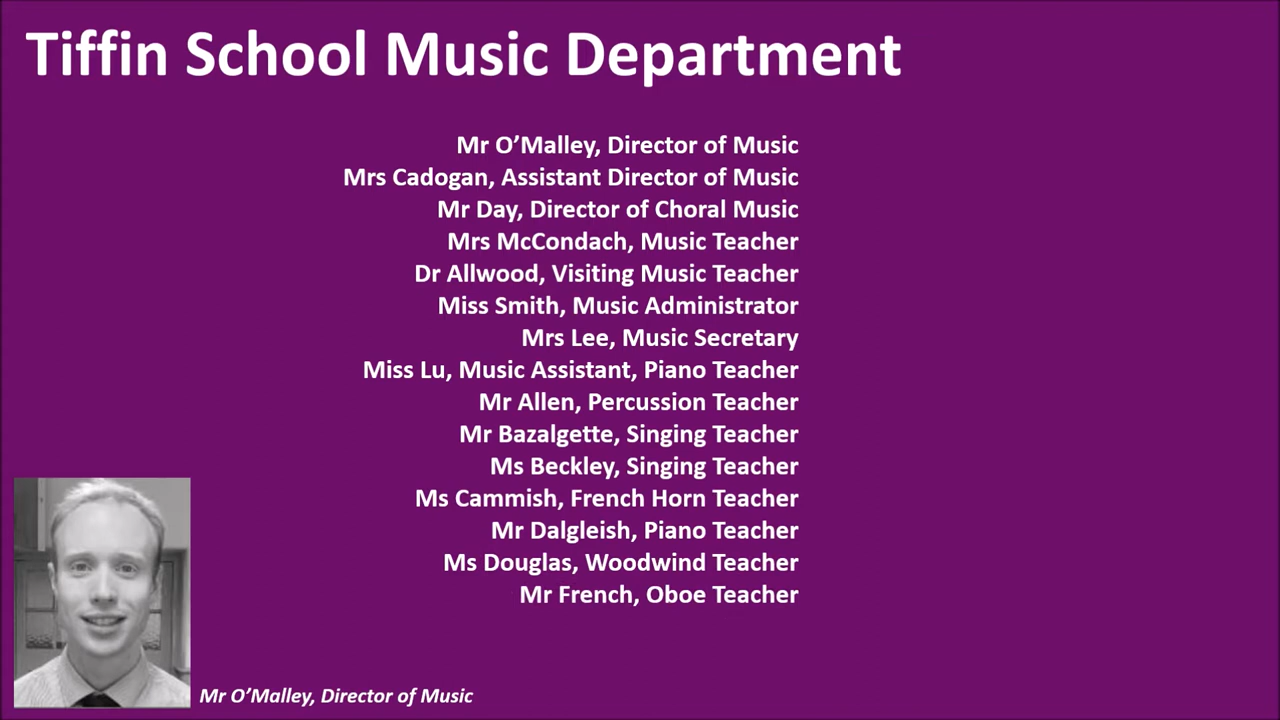 Tiffin School Music Department
Mr O’Malley, Director of Music
Mrs Cadogan, Assistant Director of Music
Mr Day, Director of Choral Music
Mrs McCondach, Music Teacher
Dr Allwood, Visiting Music Teacher
Miss Smith, Music Administrator
Mrs Lee, Music Secretary
Miss Lu, Music Assistant, Piano Teacher
Mr Allen, Percussion Teacher
Mr Bazalgette, Singing Teacher
Ms Beckley, Singing Teacher
Ms Cammish, French Horn Teacher
Mr Dalgleish, Piano Teacher
Ms Douglas, Woodwind Teacher
Mr French, Oboe Teacher
Mr O’Malley, Director of Music